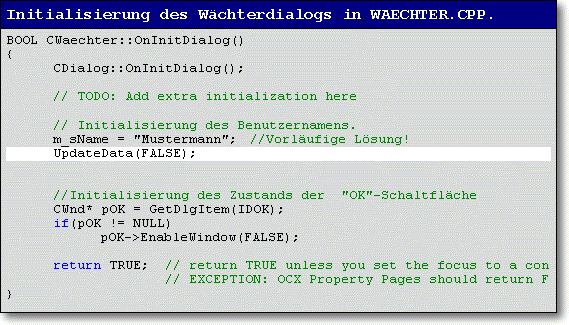 Initialisierung des Wächterdialogs in WAECHTER.CPP.
BOOL CWaechter::OnInitDialog()
{
CDialog::OnInitDialog();
// TODO: Add extra initialization here
// Initialisierung des Benutzernamens.
m_sName = "Mustermann";  //Vorläufige Lösung!
UpdateData(FALSE);
//Initialisierung des Zustands der  "OK"-Schaltfläche
CWnd* pOK = GetDlgItem(IDOK);
if(pOK != NULL)
pOK->EnableWindow(FALSE);
return TRUE;  // return TRUE unless you set the focus to a con
// EXCEPTION: OCX Property Pages should return F
}